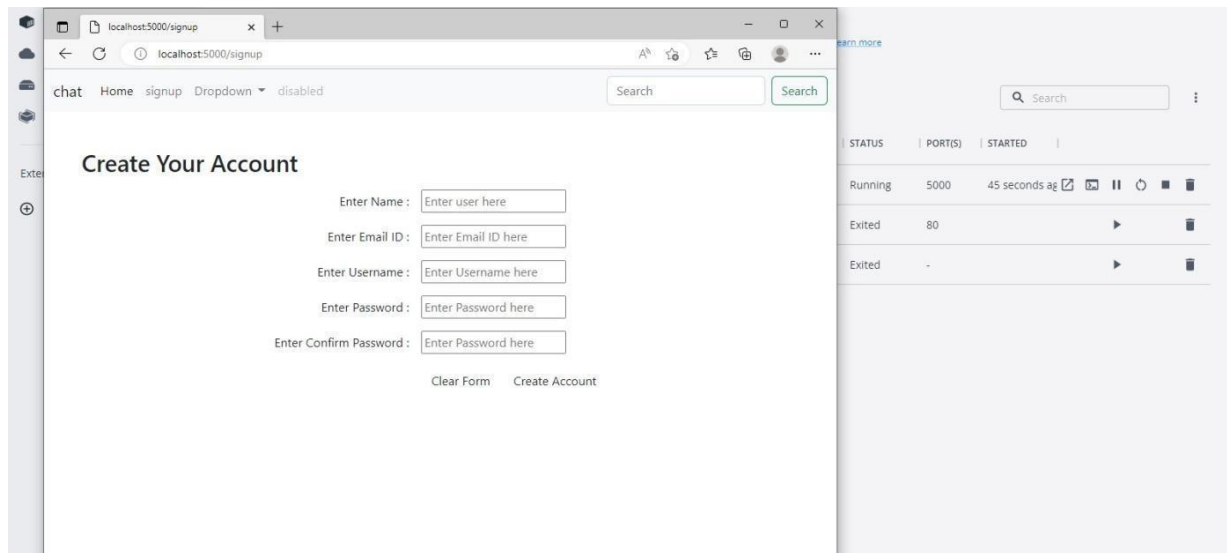 localhost:5000/signup
localhost:5000/signup
earn more
chat Home signup Dropdown disabled Search Search
Search
Create Your Account
STATUS PORT(S) STARTED
Exter
Enter Name : Enter user here
Running 5000 45 seconds ag
Enter Email ID : Enter Email ID here
Exited 80
Enter Username : Enter Username here
Exited -
Enter Password : Enter Password here
Enter Confirm Password : Enter Password here
Clear Form Create Account